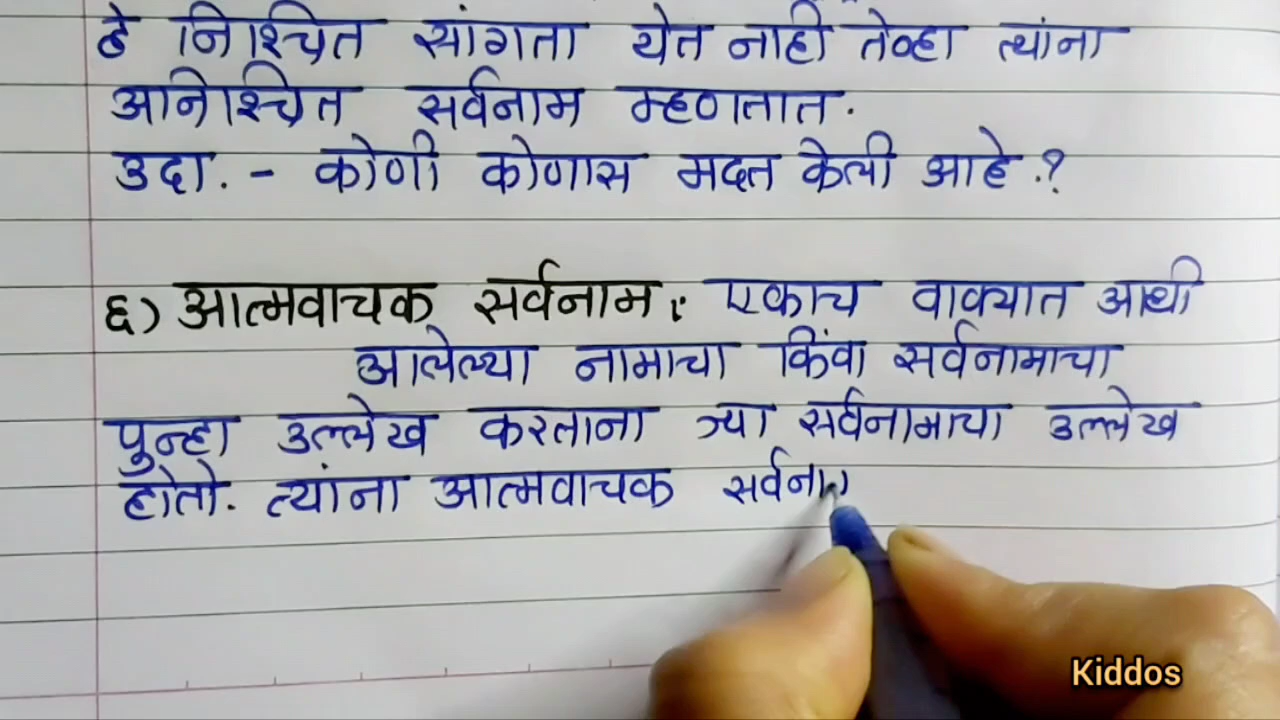 हे निश्चित सांगता येत नाही तेव्हा त्यांना
अनिश्चित सर्वनाम म्हणतात.
उदा. - कोणी कोणास मदत केली आहे.?
६) आत्मवाचक सर्वनाम : एकाच वाक्यात आधी
आलेल्या नामाचा किंवा सर्वनामाचा
पुन्हा उल्लेख करताना ज्या सर्वनामाचा उल्लेख
होतो. त्यांना आत्मवाचक
Kiddos